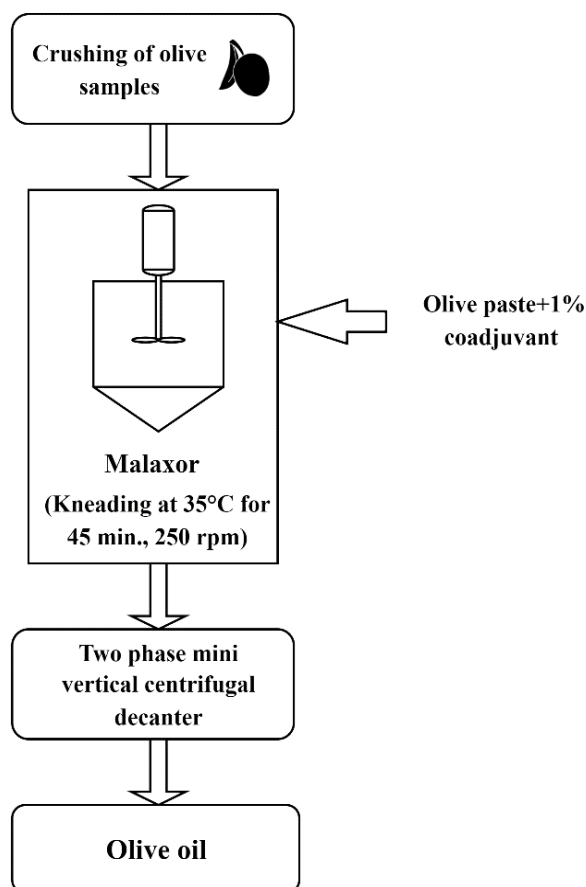 Crushing of olive
samples
Olive paste+1%
coadjuvant
Malaxor
(Kneading at 35°C for
45 min., 250 rpm)
Two phase mini
vertical centrifugal
decanter
Olive oil